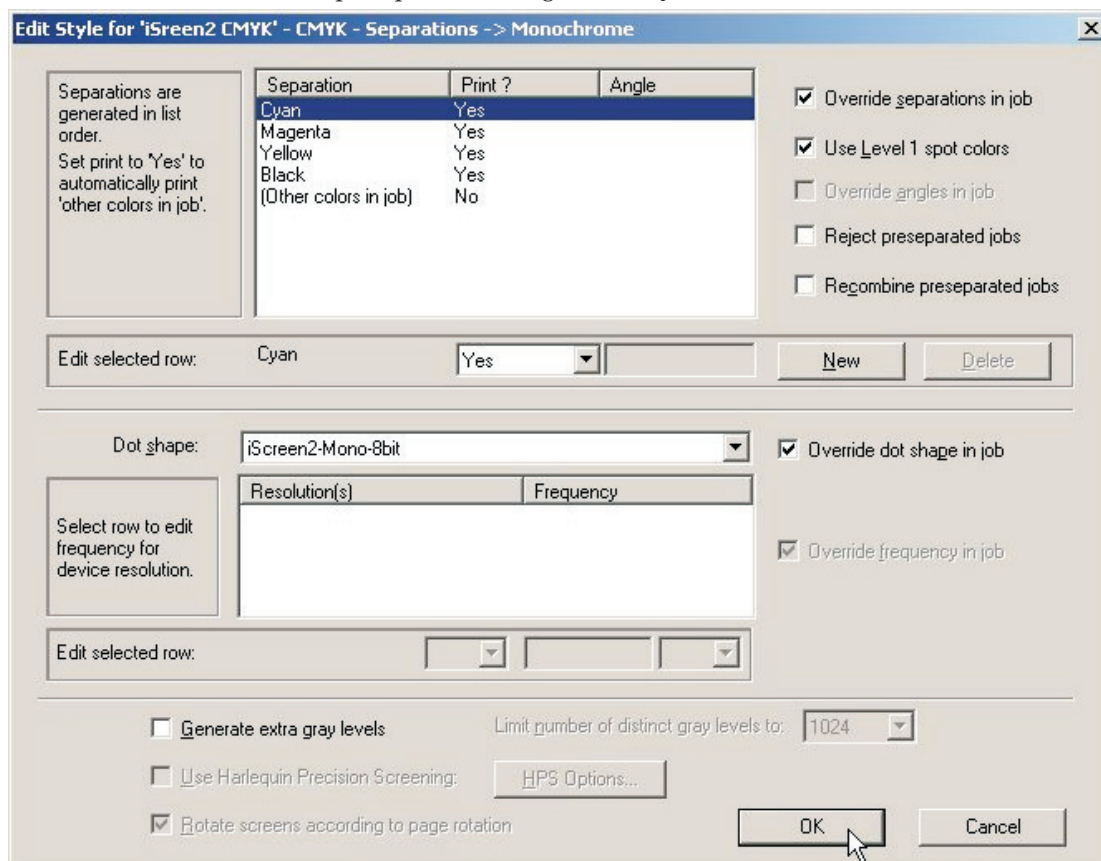 Edit Style for 'iSreen2 CMYK' - CMYK - Separations -> Monochrome
Separations are
generated in list
order.
Set print to 'Yes' to
automatically print
'other colors in job'.
Separation Print ? Angle
Cyan Yes
Magenta Yes
Yellow Yes
Black Yes
(Other colors in job) No
Override separations in job
Use Level 1 spot colors
Override angles in job
Reject preseparated jobs
Recombine preseparated jobs
Edit selected row: Cyan Yes New Delete
Dot shape: iScreen2-Mono-8bit Override dot shape in job
Select row to edit
frequency for
device resolution.
Resolution(s) Frequency
Override frequency in job
Edit selected row:
Generate extra gray levels Limit number of distinct gray levels to: 1024
Use Harlequin Precision Screening: HPS Options...
Rotate screens according to page rotation
OK Cancel